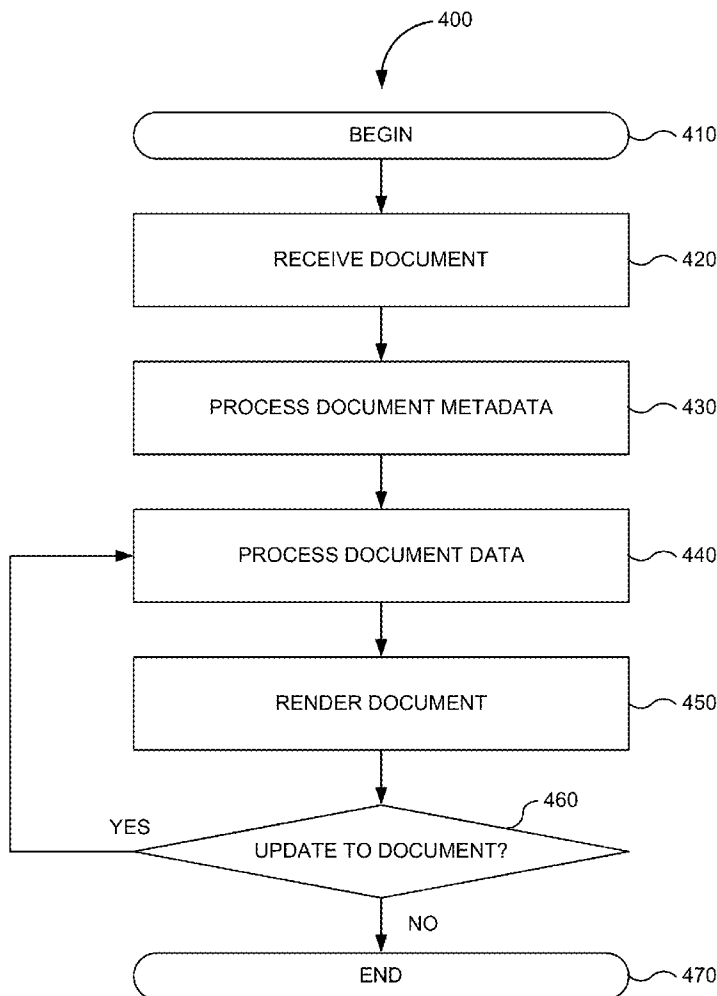 400
BEGIN
410
RECEIVE DOCUMENT
420
PROCESS DOCUMENT METADATA
430
PROCESS DOCUMENT DATA
440
RENDER DOCUMENT
450
460
YES
UPDATE TO DOCUMENT?
NO
END
470